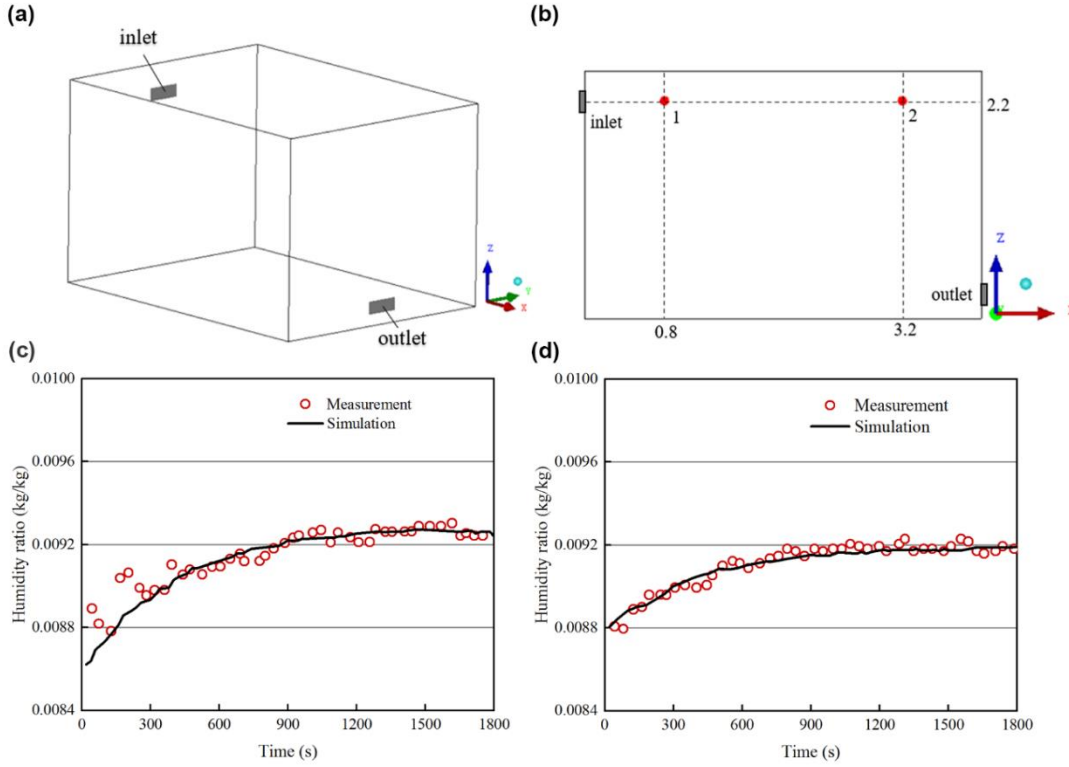 (a)
inlet
outlet
Z
Y
X
(b)
1
2
2.2
inlet
outlet
Z
0.8
3.2
(c)
0.0100
0.0096
0.0092
0.0088
0.0084
Humidity ratio (kg/kg)
Measurement
Simulation
0 300 600 900 1200 1500 1800
Time (s)
(d)
0.0100
0.0096
0.0092
0.0088
0.0084
Humidity ratio (kg/kg)
Measurement
Simulation
0 300 600 900 1200 1500 1800
Time (s)